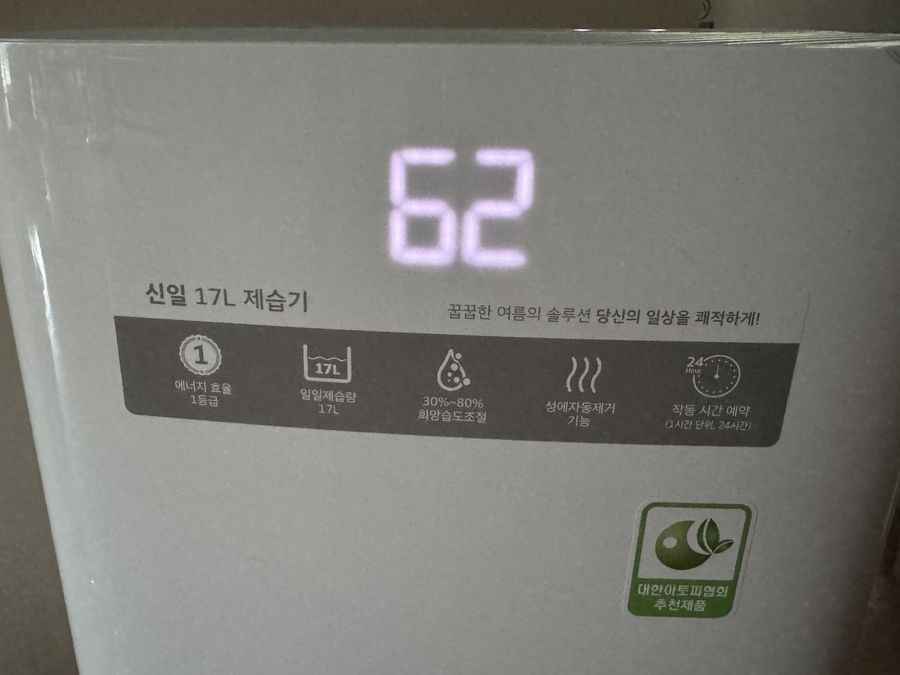 62
신일 17L 제습기
꿉꿉한 여름의 솔루션 당신의 일상을 쾌적하게!
1
에너지 효율
1등급
17L
일일제습량
17L
30%~80%
희망습도조절
성에자동제거
기능
24
Hour
작동 시간 예약
(1시간 단위, 24시간)
대한아토피협회
추천제품